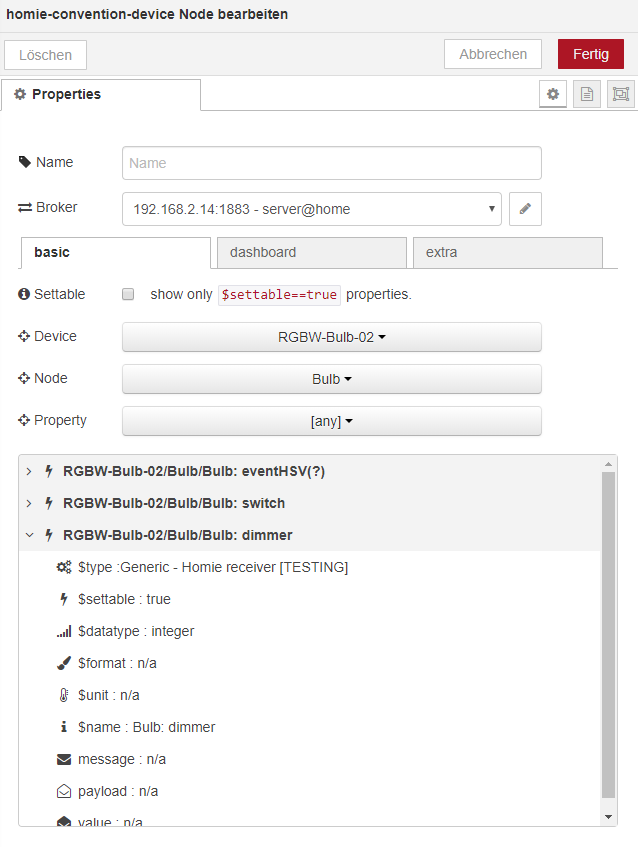 homie-convention-device Node bearbeiten
Löschen
Abbrechen
Fertig
Properties
Name
Name
Broker
192.168.2.14:1883 - server@home
basic
dashboard
extra
Settable
show only $settable==true properties.
Device
RGBW-Bulb-02
Node
Bulb
Property
[any]
RGBW-Bulb-02/Bulb/Bulb: eventHSV(?)
RGBW-Bulb-02/Bulb/Bulb: switch
RGBW-Bulb-02/Bulb/Bulb: dimmer
$type :Generic - Homie receiver [TESTING]
$settable : true
$datatype : integer
$format : n/a
$unit : n/a
$name : Bulb: dimmer
message : n/a
payload : n/a
value : n/a